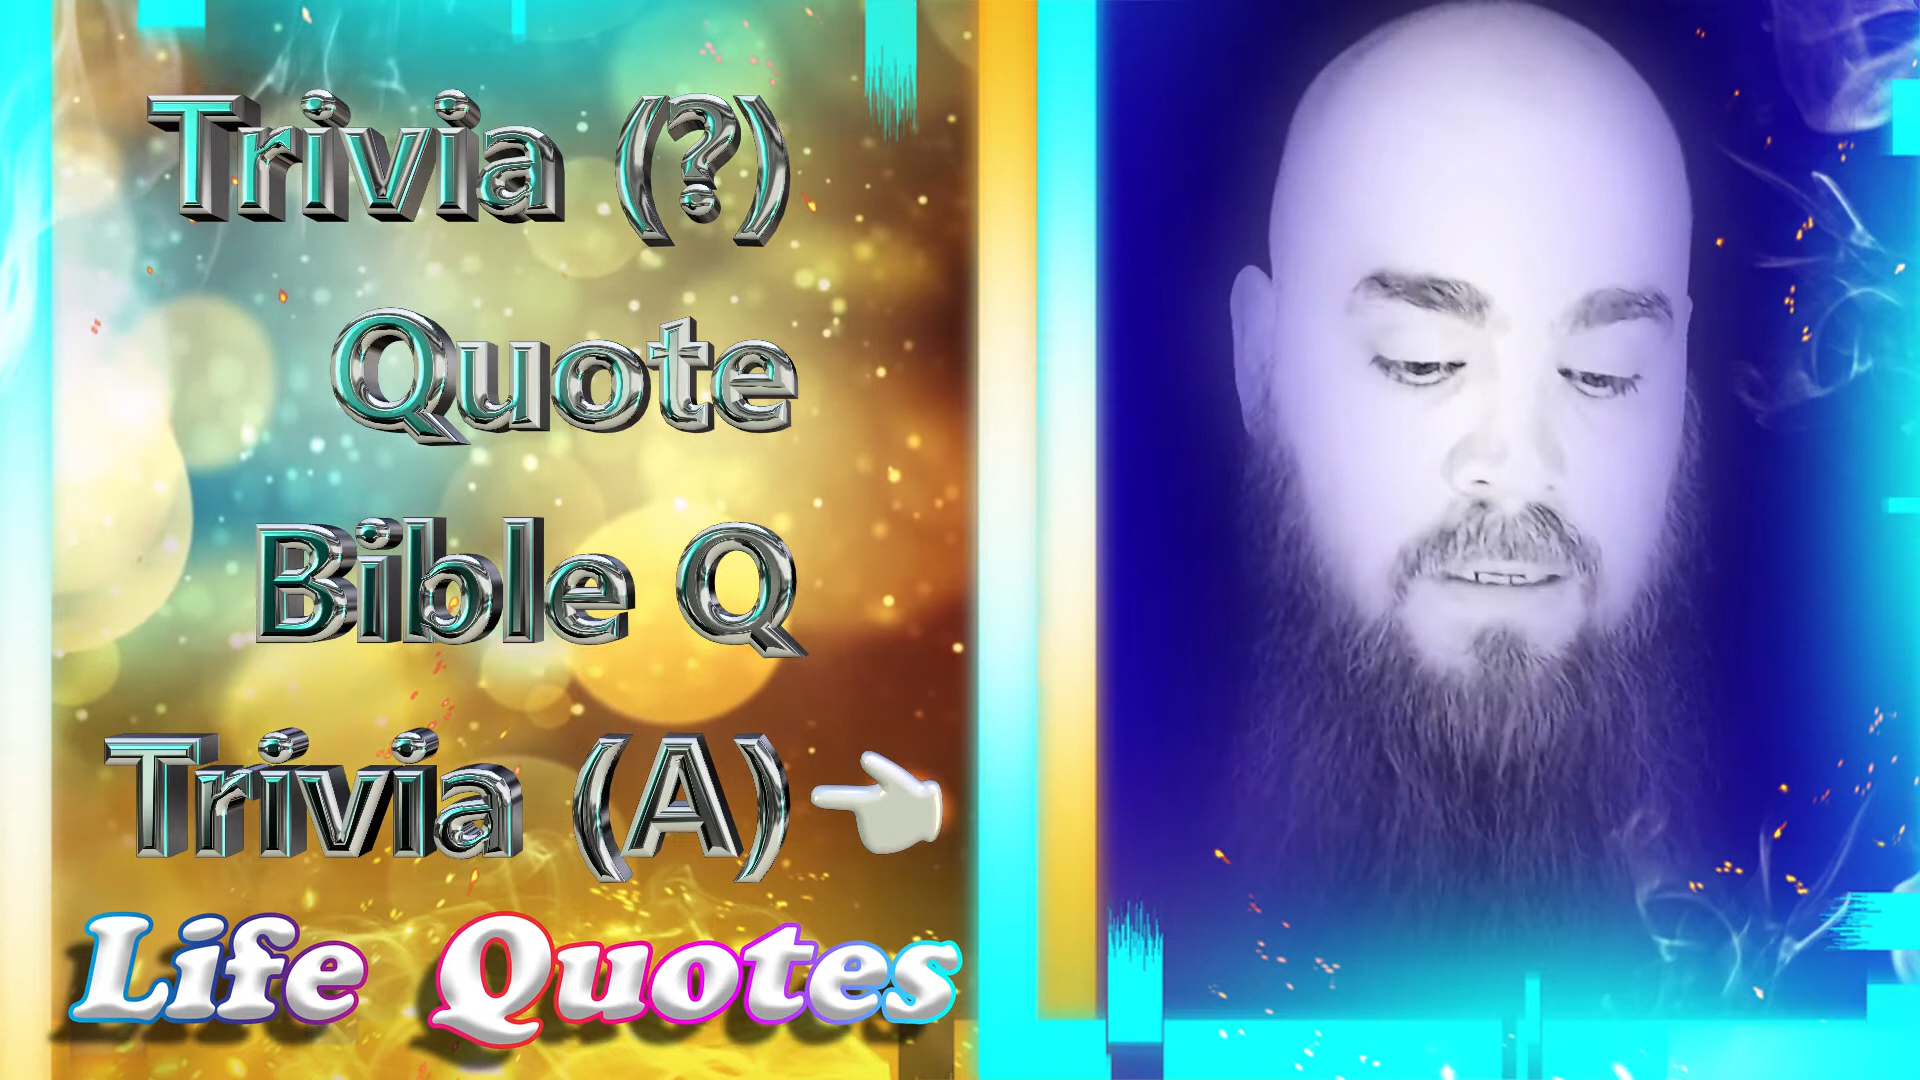 Trivia (?)
Quote
Bible Q
Trivia (A)
Life Quotes